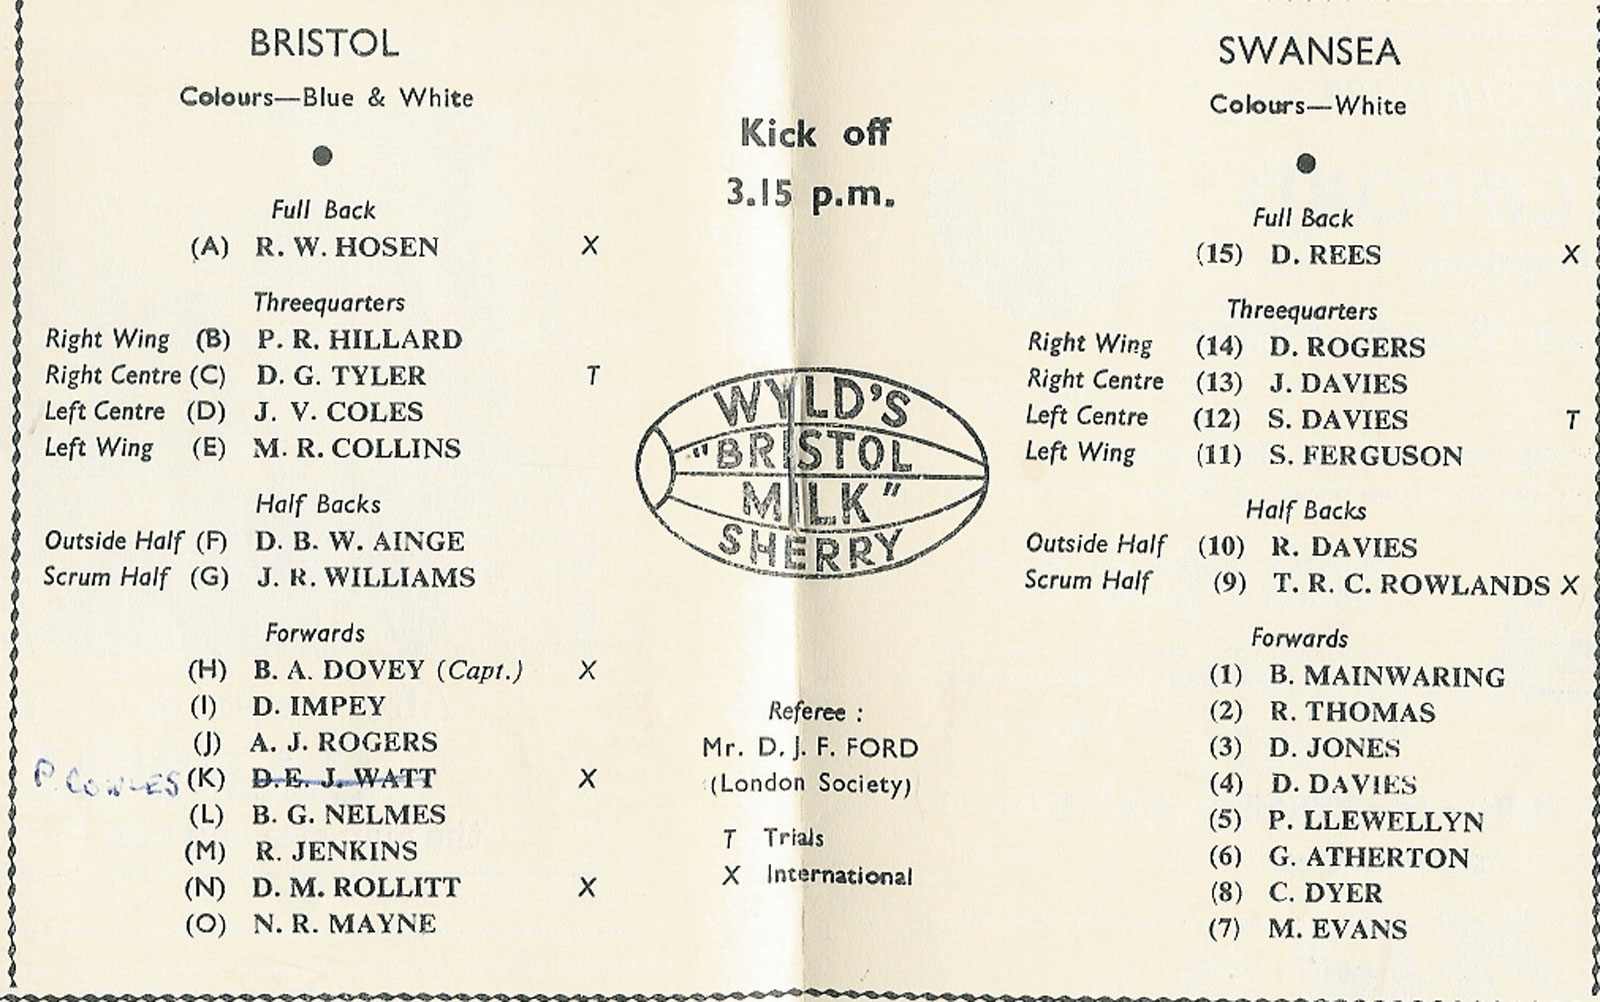 BRISTOL
Colours—Blue & White
Full Back
(A) R. W. HOSEN X
Threequarters
Right Wing (B) P. R. HILLARD
Right Centre (C) D. G. TYLER T
Left Centre (D) J. V. COLES
Left Wing (E) M. R. COLLINS
Half Backs
Outside Half (F) D. B. W. AINGE
Scrum Half (G) J. R. WILLIAMS
Forwards
(H) B. A. DOVEY (Capt.) X
(I) D. IMPEY
(J) A. J. ROGERS
P. COWLES (K) D. E. J. WATT X
(L) B. G. NELMES
(M) R. JENKINS
(N) D. M. ROLLITT X
(O) N. R. MAYNE
Kick off
3.15 p.m.
WYLD'S
"BRISTOL
MILK"
SHERRY
Referee :
Mr. D. J. F. FORD
(London Society)
T Trials
X International
SWANSEA
Colours—White
Full Back
(15) D. REES X
Threequarters
Right Wing (14) D. ROGERS
Right Centre (13) J. DAVIES
Left Centre (12) S. DAVIES T
Left Wing (11) S. FERGUSON
Half Backs
Outside Half (10) R. DAVIES
Scrum Half (9) T. R. C. ROWLANDS X
Forwards
(1) B. MAINWARING
(2) R. THOMAS
(3) D. JONES
(4) D. DAVIES
(5) P. LLEWELLYN
(6) G. ATHERTON
(8) C. DYER
(7) M. EVANS